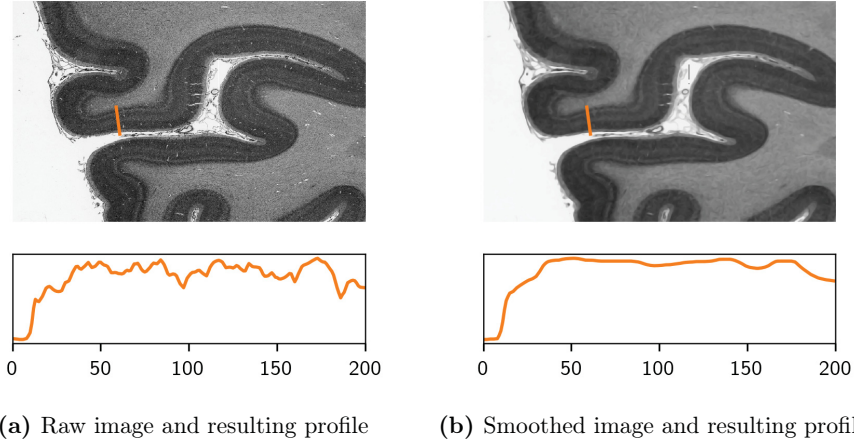 0 50 100 150 200
0 50 100 150 200
(a) Raw image and resulting profile
(b) Smoothed image and resulting